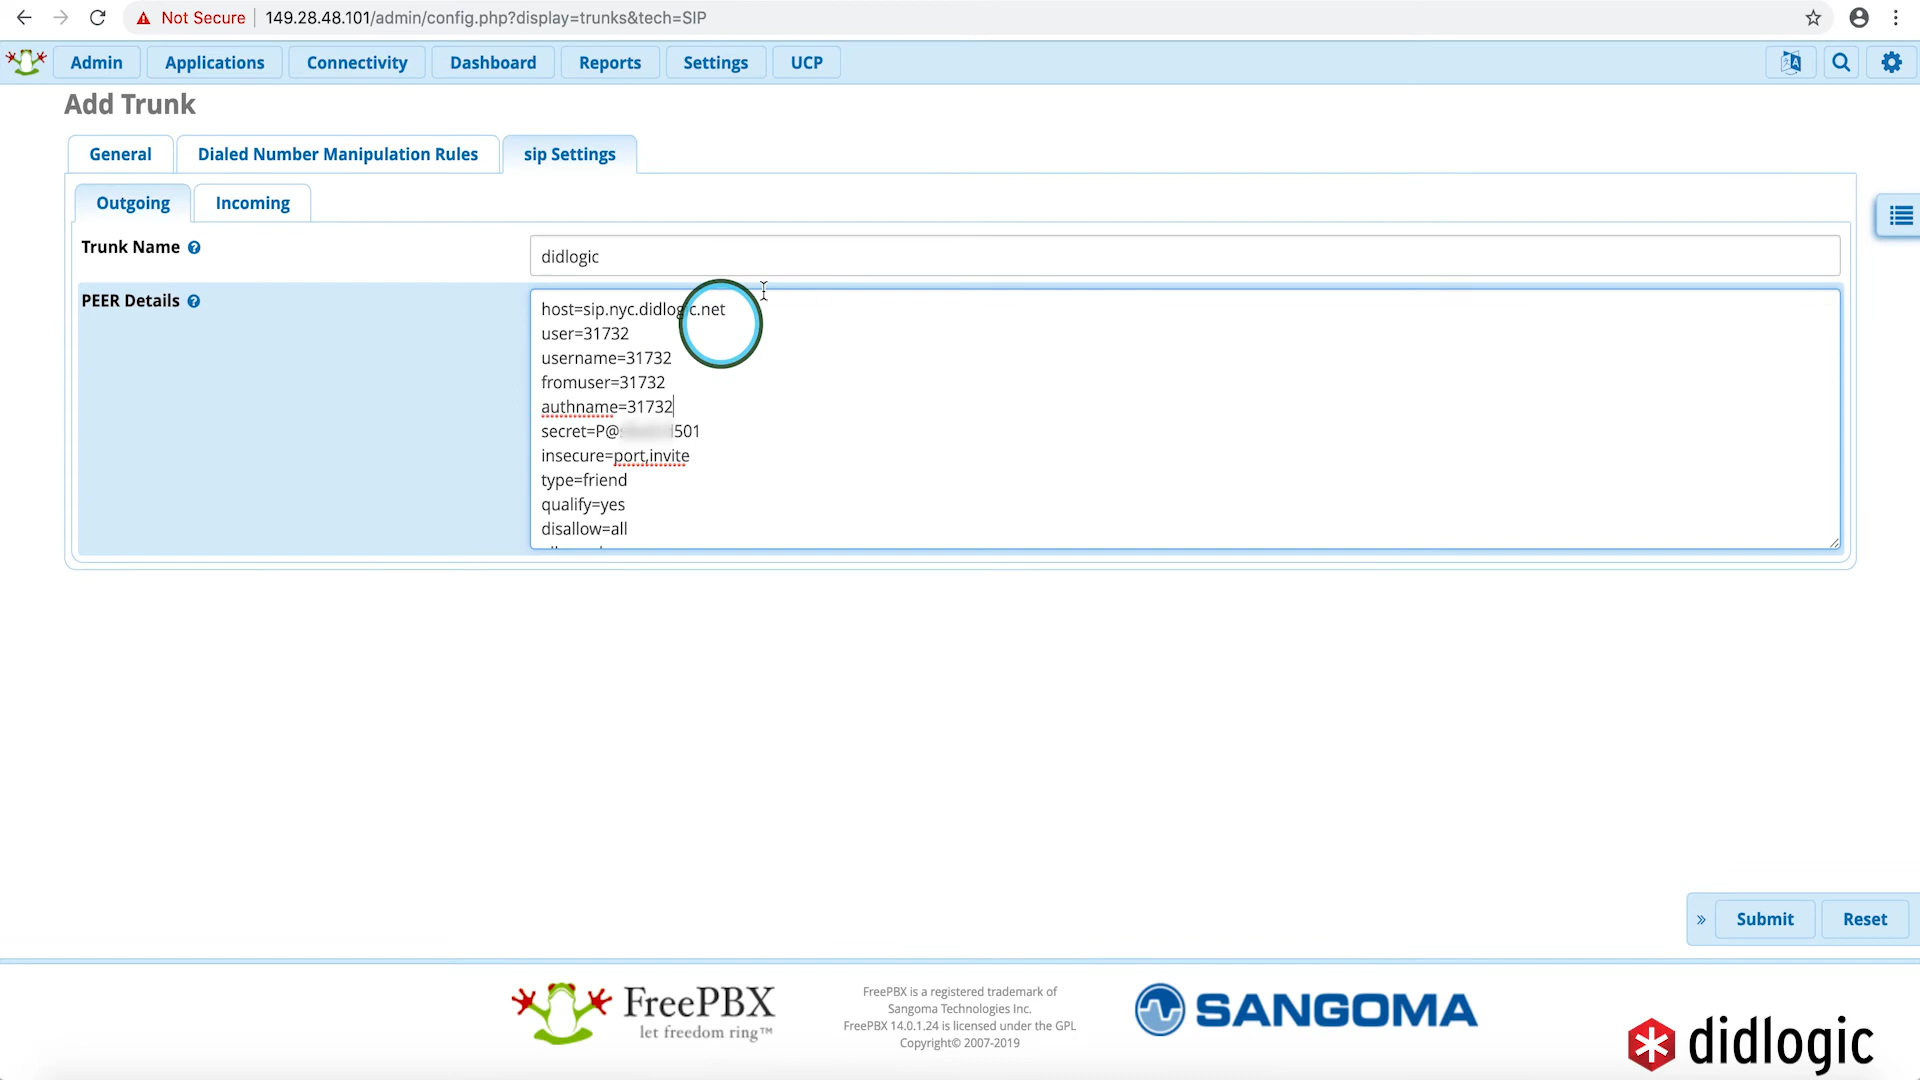 Not Secure 149.28.48.101/admin/config.php?display=trunks&tech=SIP
Admin Applications Connectivity Dashboard Reports Settings UCP
Add Trunk
General Dialed Number Manipulation Rules sip Settings
Outgoing Incoming
Trunk Name
didlogic
PEER Details
host=sip.nyc.didlogic.net
user=31732
username=31732
fromuser=31732
authname=31732
secret=P@ 501
insecure=port,invite
type=friend
qualify=yes
disallow=all
» Submit Reset
FreePBX
let freedom ring™
FreePBX is a registered trademark of
Sangoma Technologies Inc.
FreePBX 14.0.1.24 is licensed under the GPL
Copyright© 2007-2019
SANGOMA
didlogic